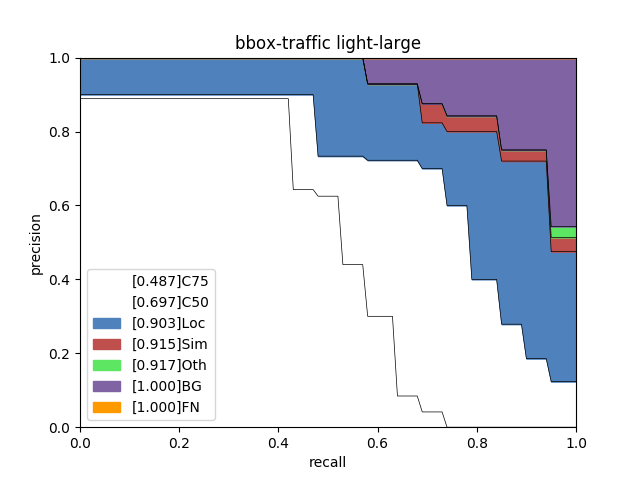 bbox-traffic light-large
1.0
0.8
0.6
0.4
0.2
0.0
precision
[0.487]C75
[0.697]C50
[0.903]Loc
[0.915]Sim
[0.917]Oth
[1.000]BG
[1.000]FN
0.0 0.2 0.4 0.6 0.8 1.0
recall